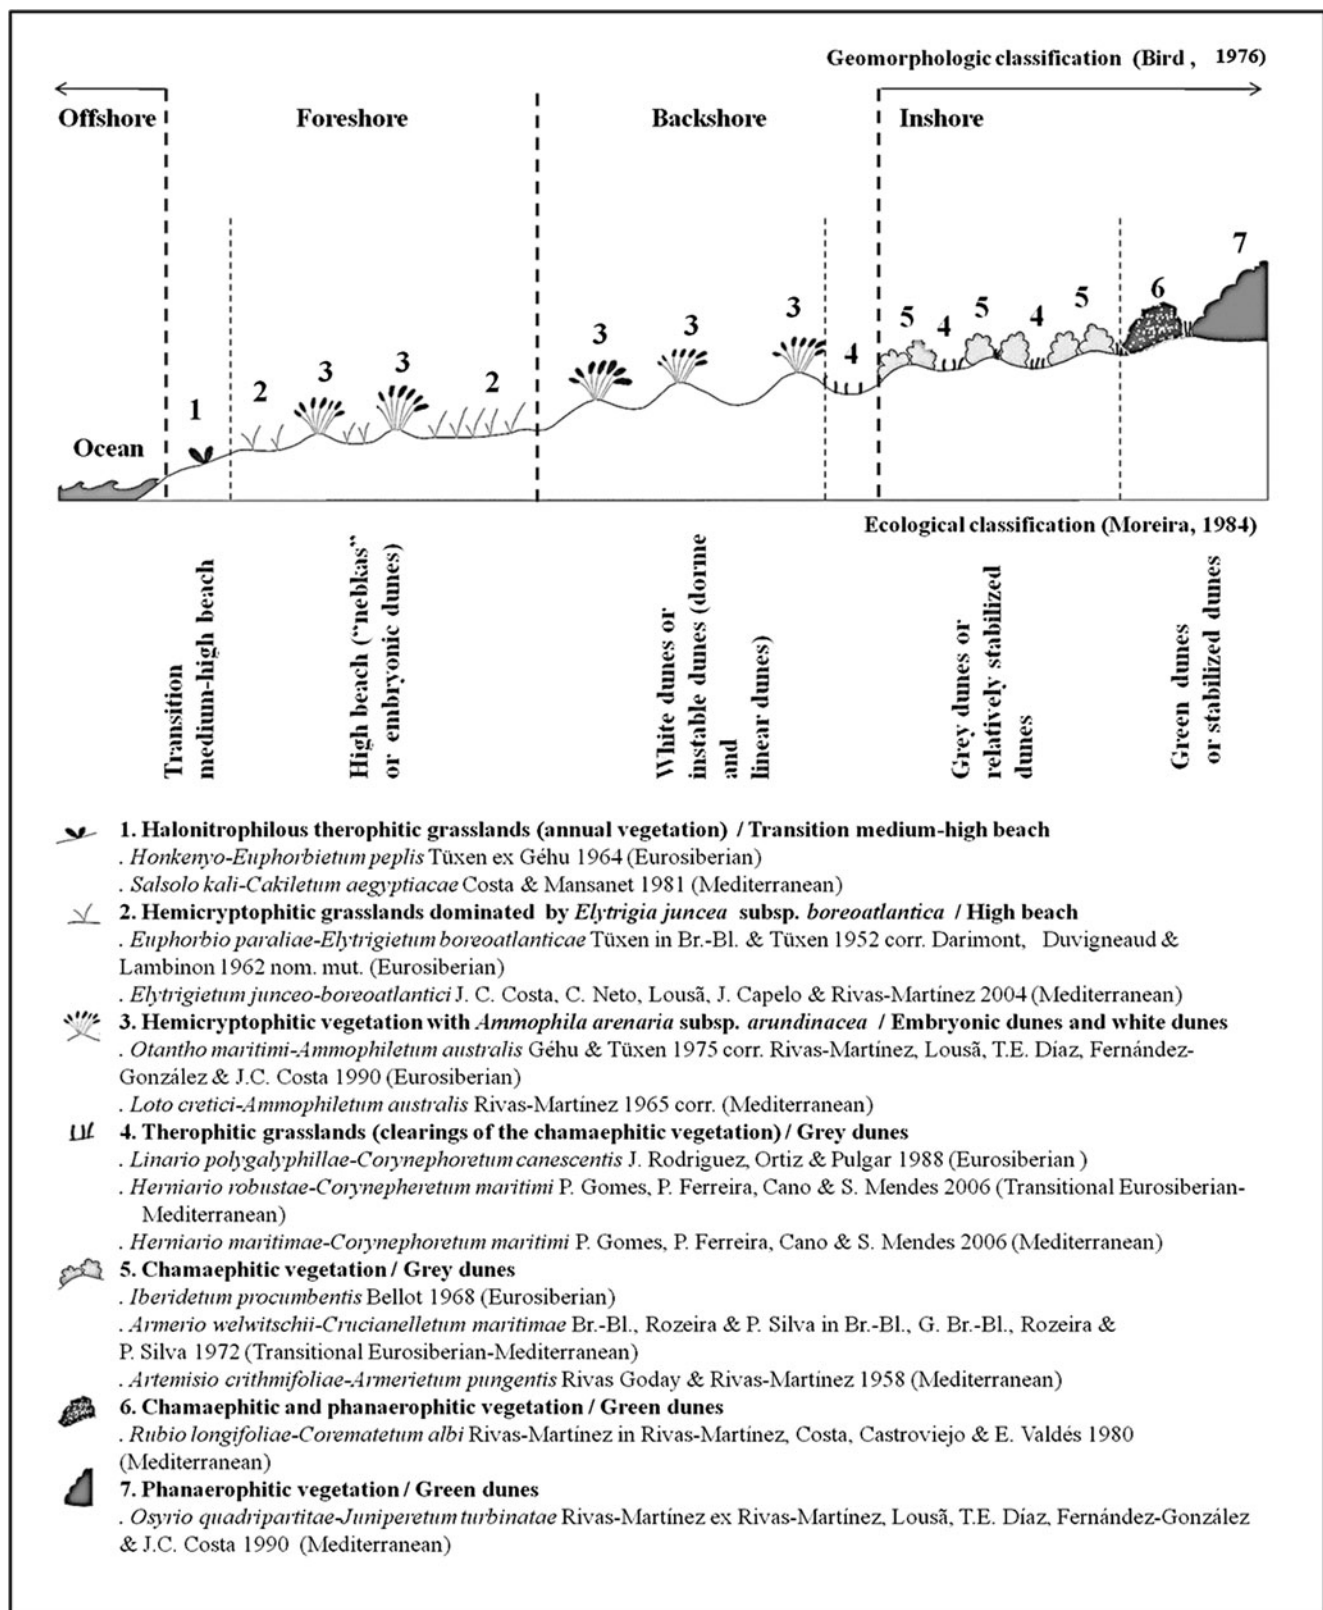 Geomorphologic classification (Bird , 1976)
Offshore Foreshore Backshore Inshore
7
6
5 5 5
3 3 3
4 4
4
3 3
2 2
1
Ocean
Ecological classification (Moreira, 1984)
Transition
medium-high beach
High beach ("nebkas"
or embryonic dunes)
White dunes or
instable dunes (dorme
and
linear dunes)
Grey dunes or
relatively stabilized
dunes
Green dunes
or stabilized dunes
1. Halonitrophilous therophitic grasslands (annual vegetation) / Transition medium-high beach
. Honkenyo-Euphorbietum peplis Tüxen ex Géhu 1964 (Eurosiberian)
. Salsolo kali-Cakiletum aegyptiacae Costa & Mansanet 1981 (Mediterranean)
2. Hemicryptophitic grasslands dominated by Elytrigia juncea subsp. boreoatlantica / High beach
. Euphorbio paraliae-Elytrigietum boreoatlanticae Tüxen in Br.-Bl. & Tüxen 1952 corr. Darimont, Duvigneaud &
Lambinon 1962 nom. mut. (Eurosiberian)
. Elytrigietum junceo-boreoatlantici J. C. Costa, C. Neto, Lousã, J. Capelo & Rivas-Martínez 2004 (Mediterranean)
3. Hemicryptophitic vegetation with Ammophila arenaria subsp. arundinacea / Embryonic dunes and white dunes
. Otantho maritimi-Ammophiletum australis Géhu & Tüxen 1975 corr. Rivas-Martínez, Lousã, T.E. Díaz, Fernández-
González & J.C. Costa 1990 (Eurosiberian)
. Loto cretici-Ammophiletum australis Rivas-Martínez 1965 corr. (Mediterranean)
4. Therophitic grasslands (clearings of the chamaephitic vegetation) / Grey dunes
. Linario polygalyphillae-Corynephoretum canescentis J. Rodriguez, Ortiz & Pulgar 1988 (Eurosiberian )
. Herniario robustae-Corynepheretum maritimi P. Gomes, P. Ferreira, Cano & S. Mendes 2006 (Transitional Eurosiberian-
Mediterranean)
. Herniario maritimae-Corynephoretum maritimi P. Gomes, P. Ferreira, Cano & S. Mendes 2006 (Mediterranean)
5. Chamaephitic vegetation / Grey dunes
. Iberidetum procumbentis Bellot 1968 (Eurosiberian)
. Armerio welwitschii-Crucianelletum maritimae Br.-Bl., Rozeira & P. Silva in Br.-Bl., G. Br.-Bl., Rozeira &
P. Silva 1972 (Transitional Eurosiberian-Mediterranean)
. Artemisio crithmifoliae-Armerietum pungentis Rivas Goday & Rivas-Martínez 1958 (Mediterranean)
6. Chamaephitic and phanaerophitic vegetation / Green dunes
. Rubio longifoliae-Corematetum albi Rivas-Martínez in Rivas-Martínez, Costa, Castroviejo & E. Valdés 1980
(Mediterranean)
7. Phanaerophitic vegetation / Green dunes
. Osyrio quadripartitae-Juniperetum turbinatae Rivas-Martínez ex Rivas-Martínez, Lousã, T.E. Díaz, Fernández-González
& J.C. Costa 1990 (Mediterranean)